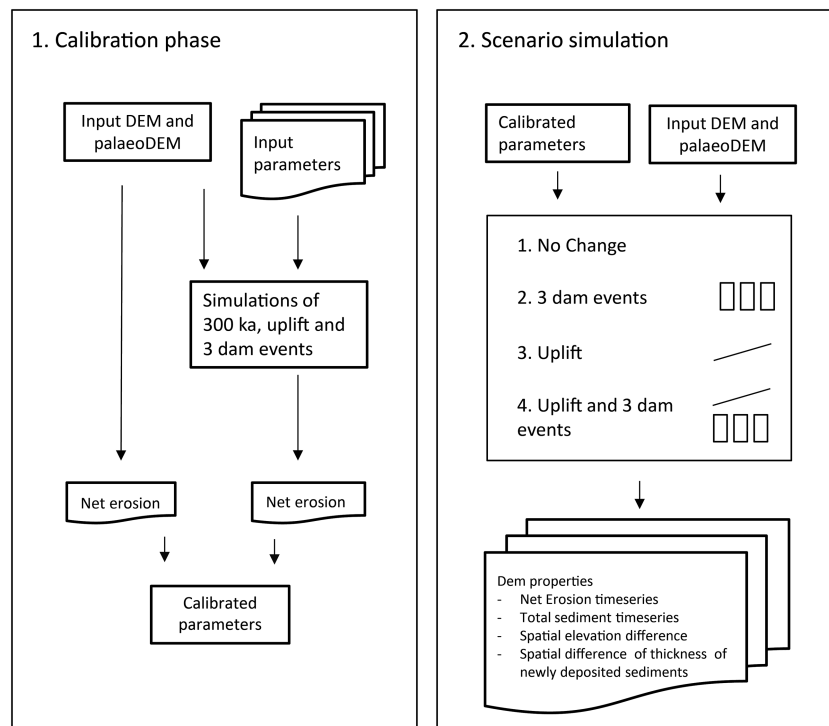 1. Calibration phase
Input DEM and
palaeoDEM
Input
parameters
Simulations of
300 ka, uplift and
3 dam events
Net erosion
Net erosion
Calibrated
parameters
2. Scenario simulation
Calibrated
parameters
Input DEM and
palaeoDEM
1. No Change
2. 3 dam events
3. Uplift
4. Uplift and 3 dam
events
Dem properties
- Net Erosion timeseries
- Total sediment timeseries
- Spatial elevation difference
- Spatial difference of thickness of
newly deposited sediments